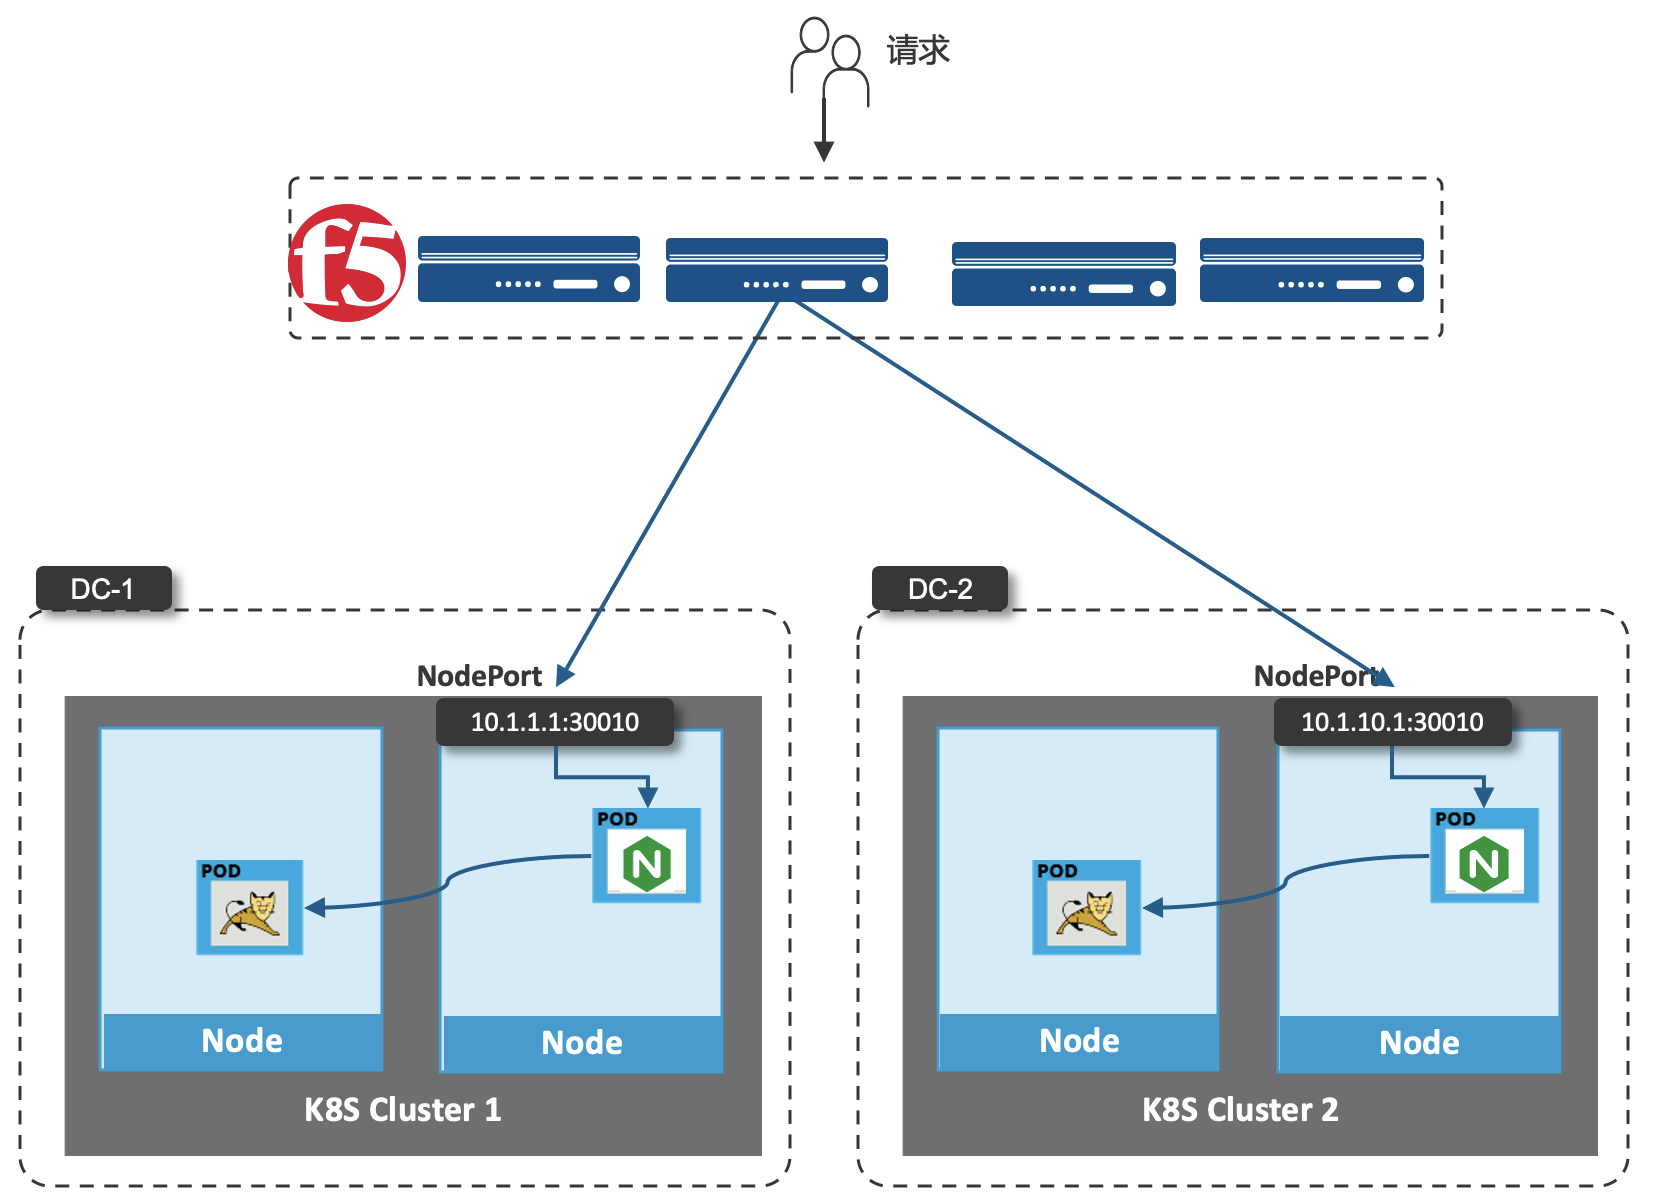 请求
f5
DC-1
DC-2
NodePort
NodePort
10.1.1.1:30010
10.1.10.1:30010
POD
N
POD
N
POD
POD
Node
Node
Node
Node
K8S Cluster 1
K8S Cluster 2